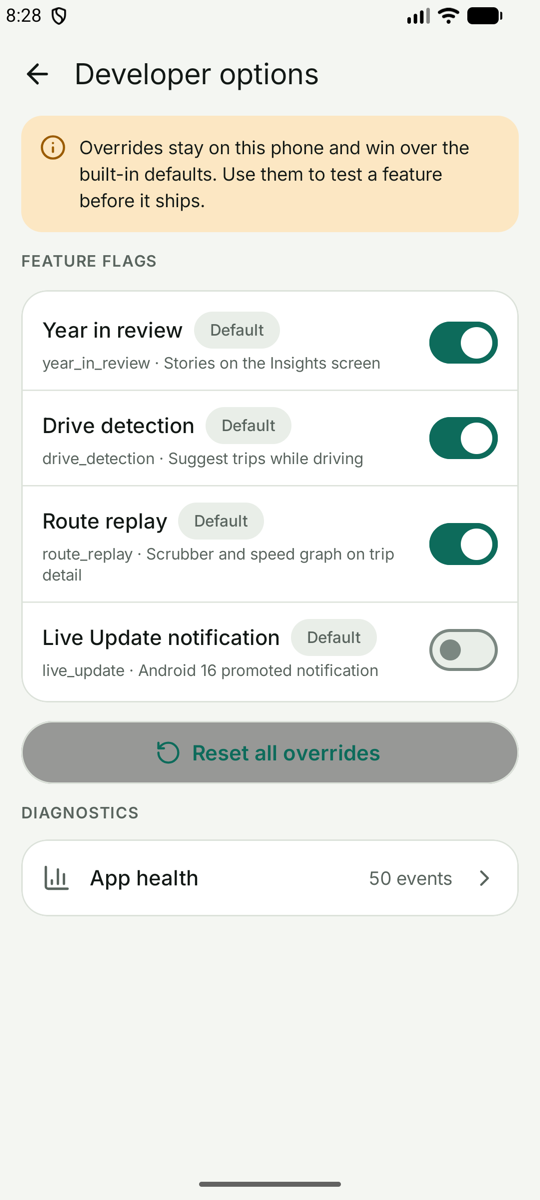 8:28
Developer options
Overrides stay on this phone and win over the
built-in defaults. Use them to test a feature
before it ships.
FEATURE FLAGS
Year in review Default
year_in_review · Stories on the Insights screen
Drive detection Default
drive_detection · Suggest trips while driving
Route replay Default
route_replay · Scrubber and speed graph on trip
detail
Live Update notification Default
live_update · Android 16 promoted notification
Reset all overrides
DIAGNOSTICS
App health 50 events